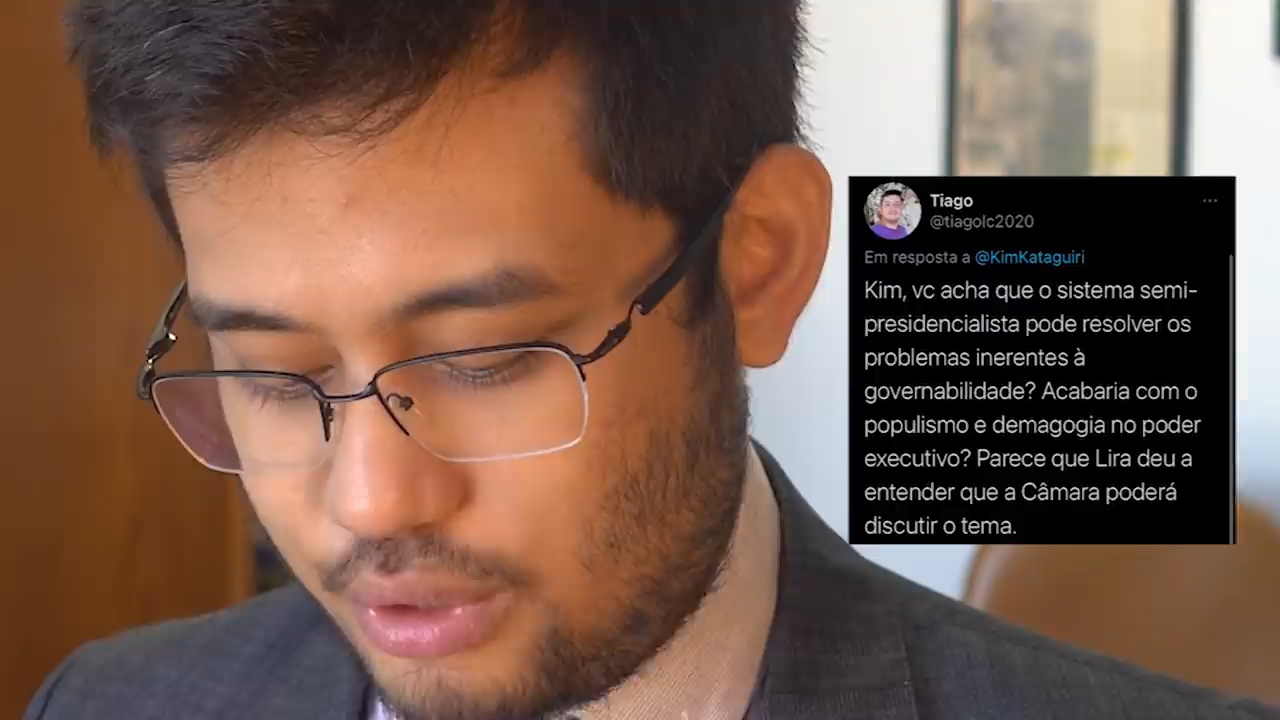 Tiago
@tiagolc2020
Em resposta a @KimKataguiri
Kim, vc acha que o sistema semi-
presidencialista pode resolver os
problemas inerentes à
governabilidade? Acabaria com o
populismo e demagogia no poder
executivo? Parece que Lira deu a
entender que a Câmara poderá
discutir o tema.